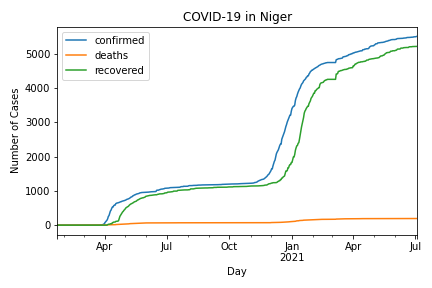 COVID-19 in Niger
confirmed
deaths
recovered
Number of Cases
5000
4000
3000
2000
1000
0
Apr Jul Oct Jan Apr Jul
2021
Day